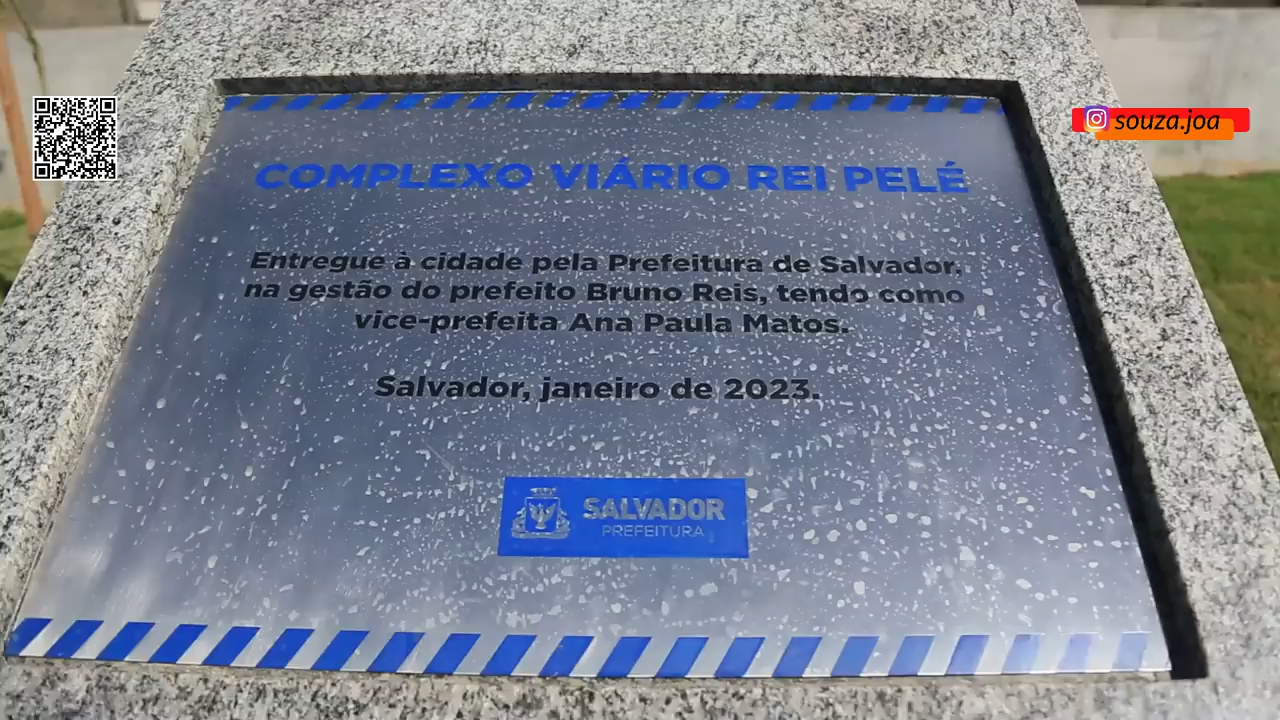 souza.joa
COMPLEXO VIÁRIO REI PELÉ
Entregue à cidade pela Prefeitura de Salvador,
na gestão do prefeito Bruno Reis, tendo como
vice-prefeita Ana Paula Matos.
Salvador, janeiro de 2023.
SALVADOR
PREFEITURA